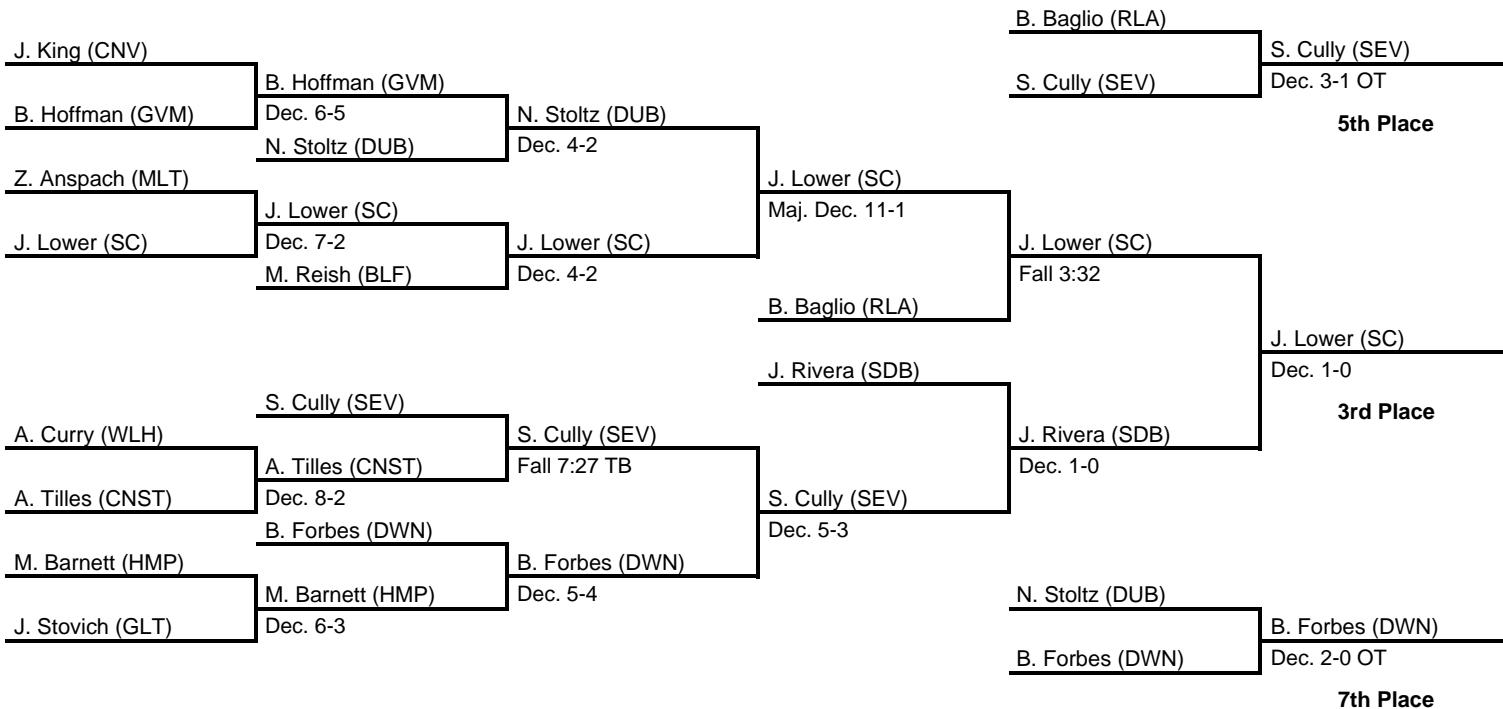 B. Baglio (RLA)
J. King (CNV)
S. Cully (SEV)
B. Hoffman (GVM)
S. Cully (SEV)
Dec. 3-1 OT
B. Hoffman (GVM)
Dec. 6-5
N. Stoltz (DUB)
5th Place
N. Stoltz (DUB)
Dec. 4-2
Z. Anspach (MLT)
J. Lower (SC)
J. Lower (SC)
Maj. Dec. 11-1
J. Lower (SC)
Dec. 7-2
J. Lower (SC)
J. Lower (SC)
M. Reish (BLF)
Dec. 4-2
Fall 3:32
B. Baglio (RLA)
J. Lower (SC)
J. Rivera (SDB)
Dec. 1-0
S. Cully (SEV)
3rd Place
A. Curry (WLH)
S. Cully (SEV)
J. Rivera (SDB)
A. Tilles (CNST)
Fall 7:27 TB
Dec. 1-0
A. Tilles (CNST)
Dec. 8-2
S. Cully (SEV)
B. Forbes (DWN)
Dec. 5-3
M. Barnett (HMP)
B. Forbes (DWN)
M. Barnett (HMP)
Dec. 5-4
N. Stoltz (DUB)
J. Stovich (GLT)
Dec. 6-3
B. Forbes (DWN)
B. Forbes (DWN)
Dec. 2-0 OT
7th Place